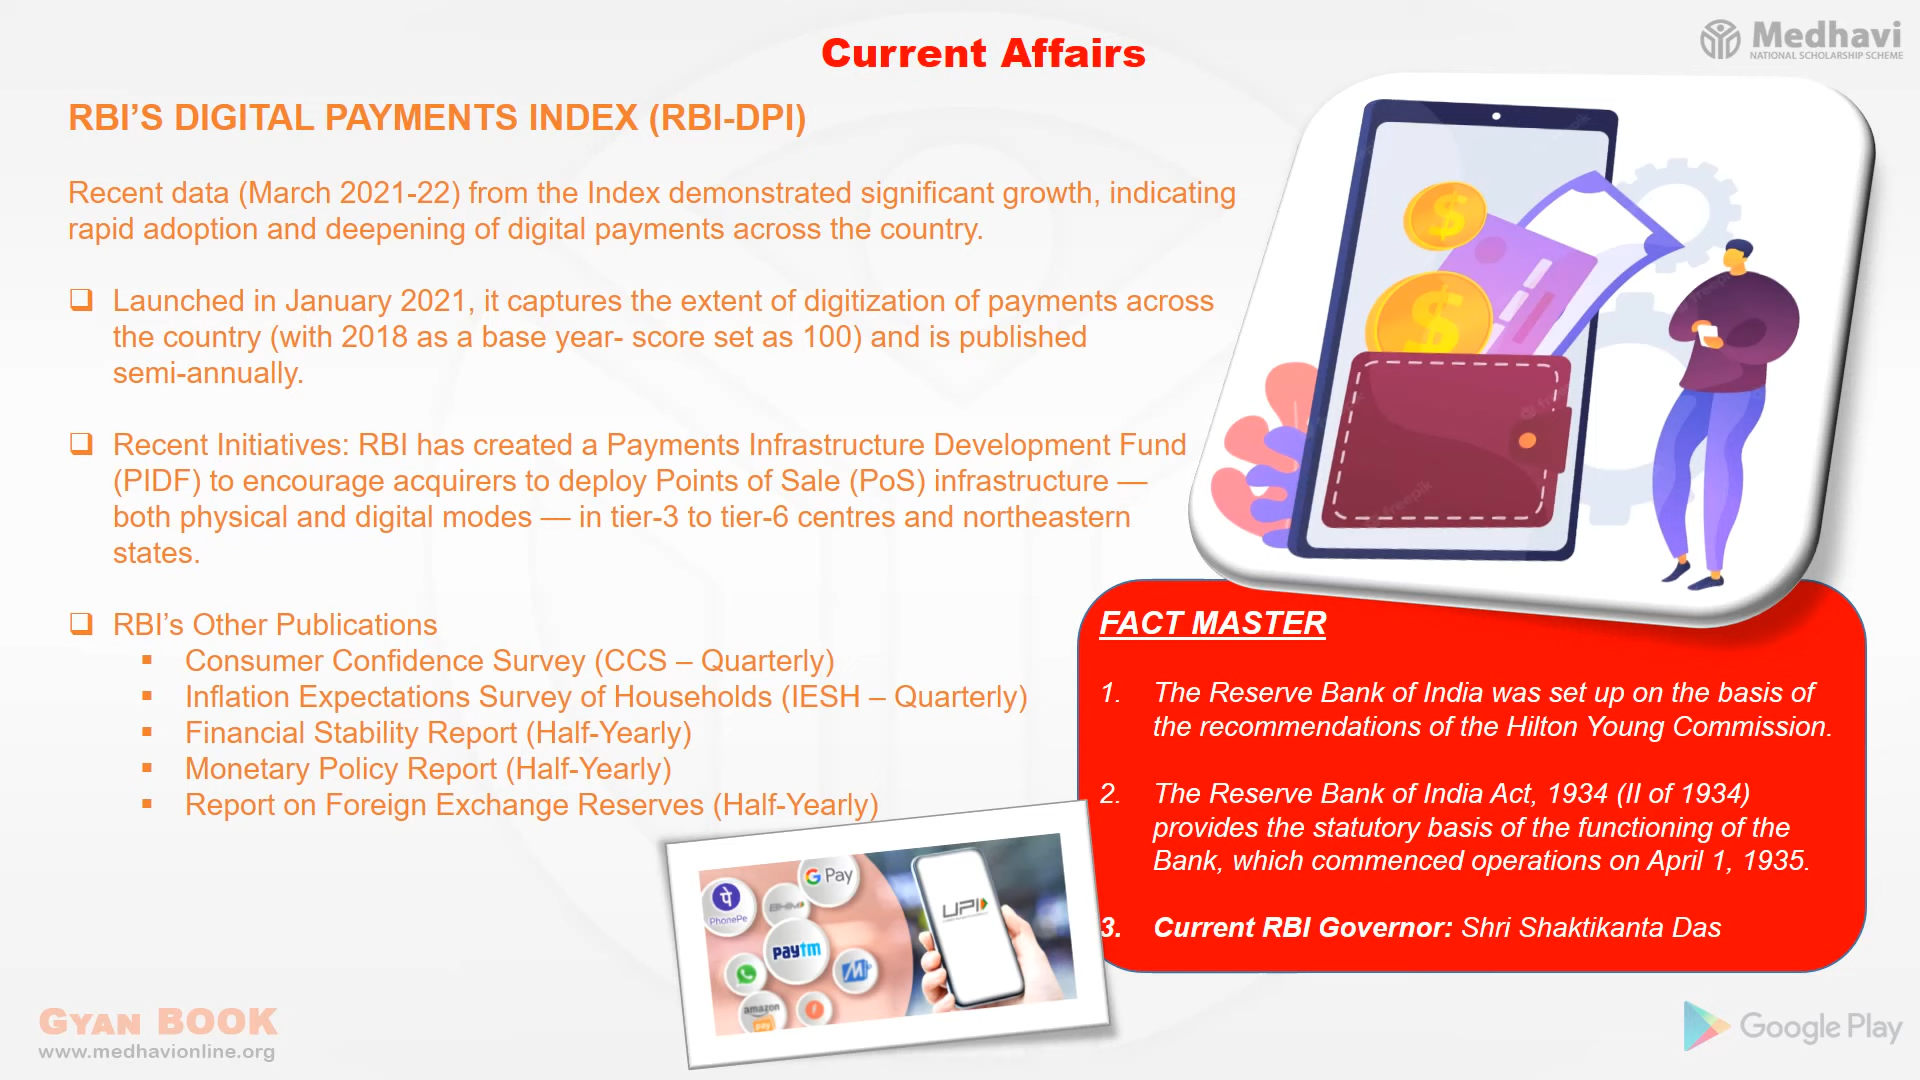 Current Affairs
Medhavi
NATIONAL SCHOLARSHIP SCHEME
RBI’S DIGITAL PAYMENTS INDEX (RBI-DPI)
Recent data (March 2021-22) from the Index demonstrated significant growth, indicating
rapid adoption and deepening of digital payments across the country.
❑ Launched in January 2021, it captures the extent of digitization of payments across
the country (with 2018 as a base year- score set as 100) and is published
semi-annually.
❑ Recent Initiatives: RBI has created a Payments Infrastructure Development Fund
(PIDF) to encourage acquirers to deploy Points of Sale (PoS) infrastructure —
both physical and digital modes — in tier-3 to tier-6 centres and northeastern
states.
❑ RBI’s Other Publications
▪ Consumer Confidence Survey (CCS – Quarterly)
▪ Inflation Expectations Survey of Households (IESH – Quarterly)
▪ Financial Stability Report (Half-Yearly)
▪ Monetary Policy Report (Half-Yearly)
▪ Report on Foreign Exchange Reserves (Half-Yearly)
FACT MASTER
1. The Reserve Bank of India was set up on the basis of
the recommendations of the Hilton Young Commission.
2. The Reserve Bank of India Act, 1934 (II of 1934)
provides the statutory basis of the functioning of the
Bank, which commenced operations on April 1, 1935.
3. Current RBI Governor: Shri Shaktikanta Das
G Pay
पे
PhonePe
BHIM
UPI
paytm
amazon
pay
GYAN BOOK
www.medhavionline.org
Google Play